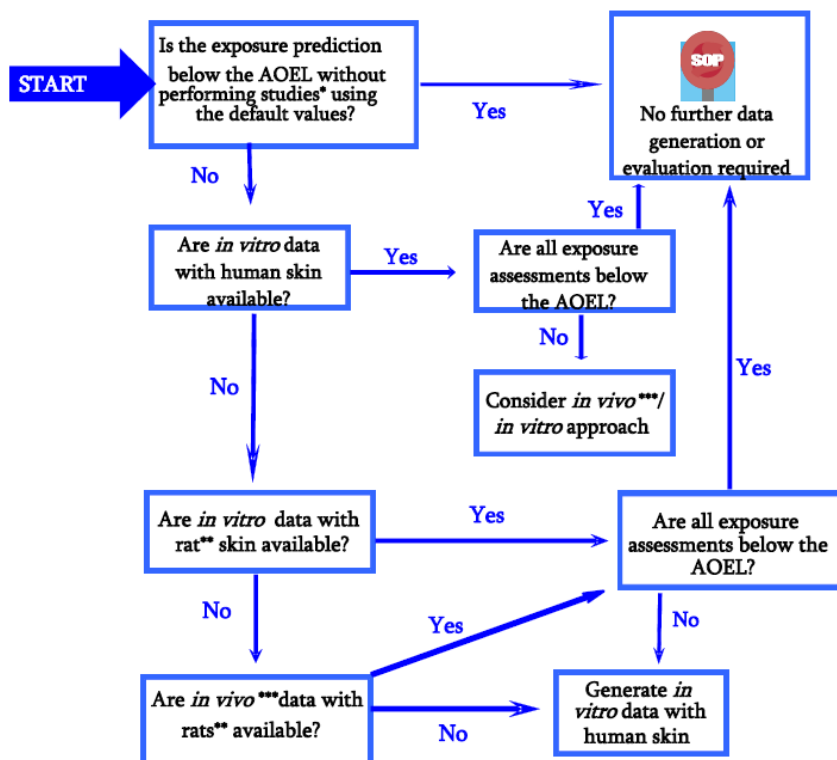 START
Is the exposure prediction
below the AOEL without
performing studies* using
the default values?
Yes
SOP
No further data
generation or
evaluation required
No
Yes
Are in vitro data
with human skin
available?
Yes
Are all exposure
assessments below
the AOEL?
No
No
Yes
Consider in vivo ***/
in vitro approach
Are in vitro data with
rat** skin available?
Yes
Are all exposure
assessments below the
AOEL?
No
Yes
No
Are in vivo ***data with
rats** available?
No
Generate in
vitro data with
human skin